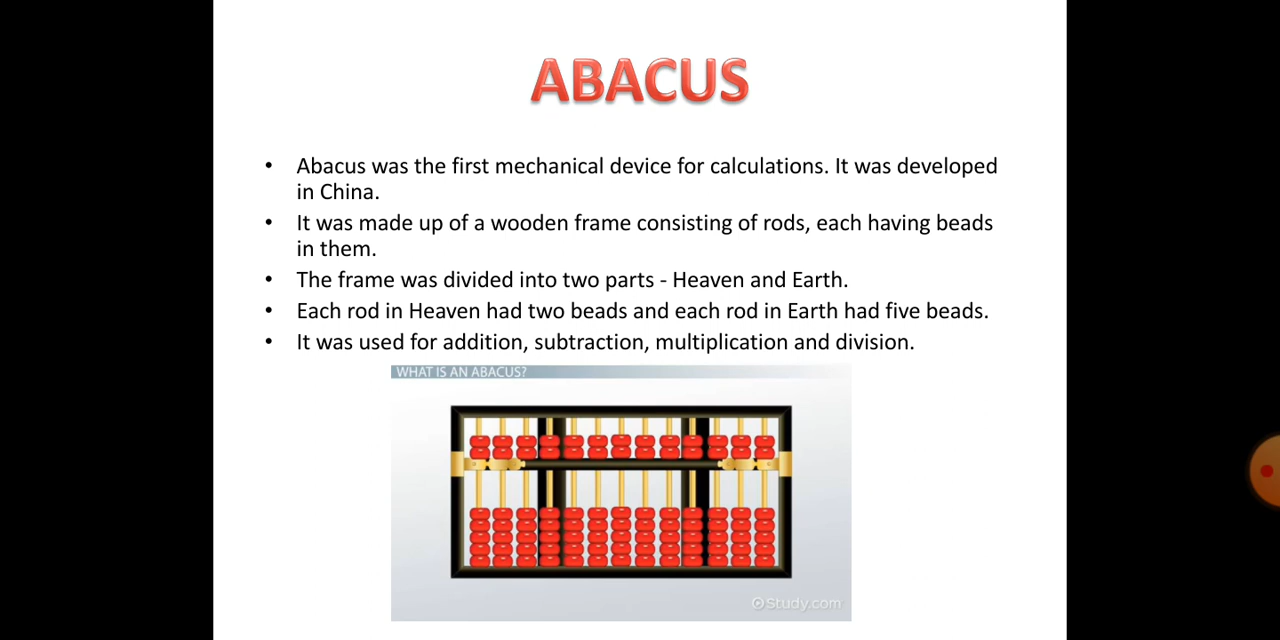 ABACUS
• Abacus was the first mechanical device for calculations. It was developed
in China.
• It was made up of a wooden frame consisting of rods, each having beads
in them.
• The frame was divided into two parts - Heaven and Earth.
• Each rod in Heaven had two beads and each rod in Earth had five beads.
• It was used for addition, subtraction, multiplication and division.
WHAT IS AN ABACUS?
Study.com